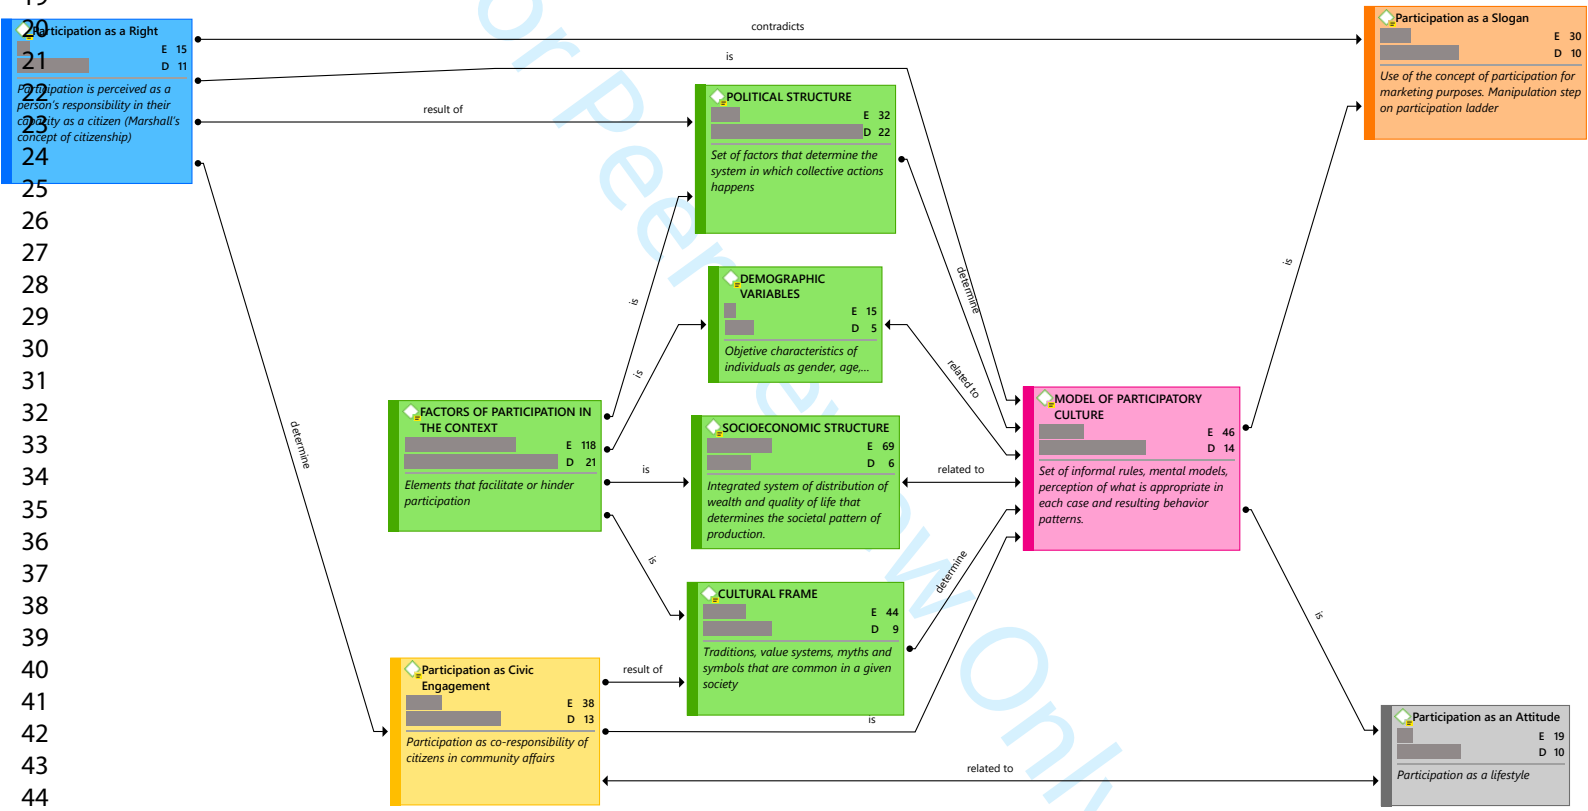 19
20
21
22
23
24
25
26
27
28
29
30
31
32
33
34
35
36
37
38
39
40
41
42
43
44
For Peer Review Only
Participation as a Right
E 15
D 11
Participation is perceived as a
person's responsibility in their
capacity as a citizen (Marshall's
concept of citizenship)
contradicts
is
result of
determine
Participation as a Slogan
E 30
D 10
Use of the concept of participation for
marketing purposes. Manipulation step
on participation ladder
POLITICAL STRUCTURE
E 32
D 22
Set of factors that determine the
system in which collective actions
happens
determine
is
DEMOGRAPHIC
VARIABLES
E 15
D 5
Objetive characteristics of
individuals as gender, age,...
is
related to
FACTORS OF PARTICIPATION IN
THE CONTEXT
E 118
D 21
Elements that facilitate or hinder
participation
is
SOCIOECONOMIC STRUCTURE
E 69
D 6
Integrated system of distribution of
wealth and quality of life that
determines the societal pattern of
production.
related to
MODEL OF PARTICIPATORY
CULTURE
E 46
D 14
Set of informal rules, mental models,
perception of what is appropriate in
each case and resulting behavior
patterns.
is
is
is
CULTURAL FRAME
E 44
D 9
Traditions, value systems, myths and
symbols that are common in a given
society
determine
Participation as Civic
Engagement
E 38
D 13
Participation as co-responsibility of
citizens in community affairs
result of
is
related to
Participation as an Attitude
E 19
D 10
Participation as a lifestyle